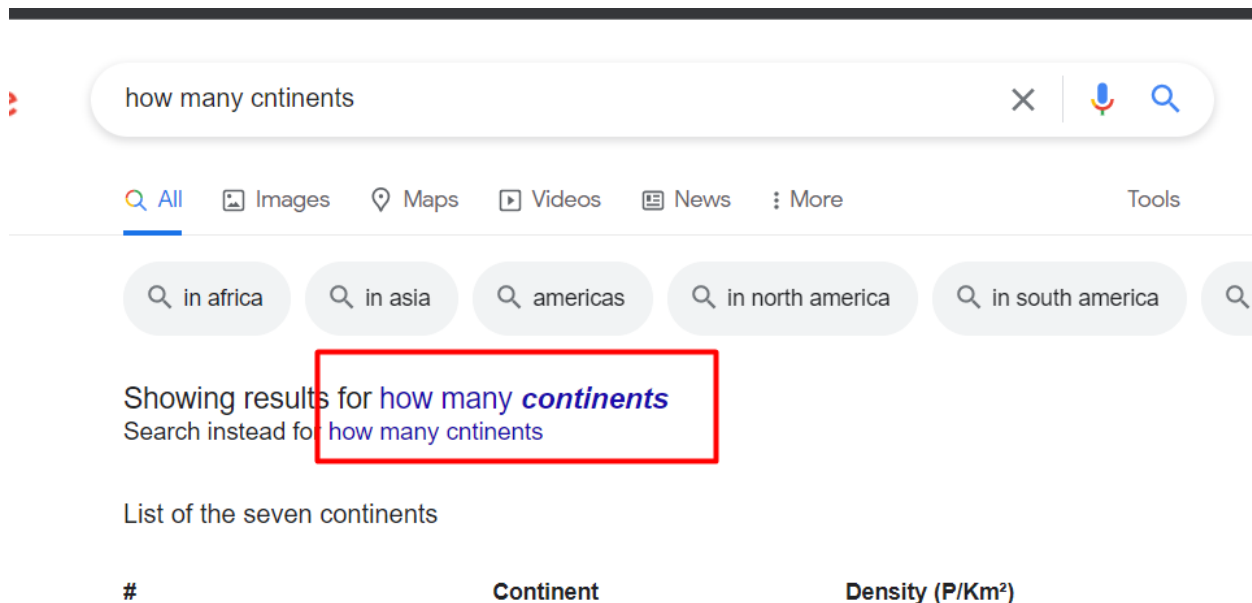 how many cntinents
All Images Maps Videos News More Tools
in africa in asia americas in north america in south america
Showing results for how many continents
Search instead for how many cntinents
List of the seven continents
# Continent Density (P/Km²)